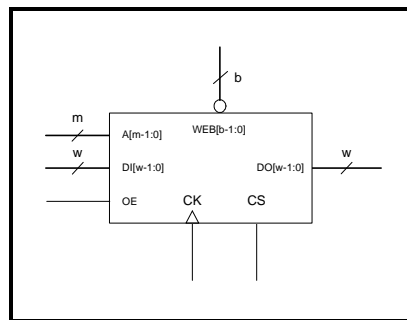 b
m
A[m-1:0]
WEB[b-1:0]
w
DI[w-1:0]
DO[w-1:0]
w
OE
CK
CS